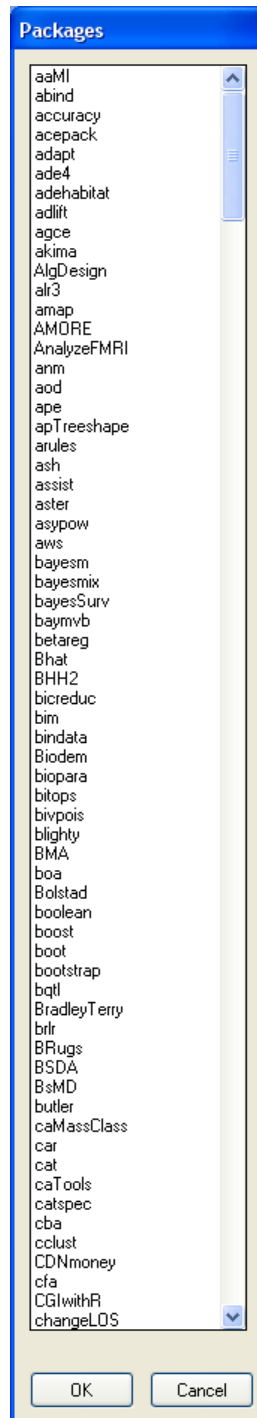 Packages
aaMI
abind
accuracy
acepack
adapt
ade4
adehabitat
adlift
agce
akima
AlgDesign
alr3
amap
AMORE
AnalyzeFMRI
anm
aod
ape
apTreeshape
arules
ash
assist
aster
asypow
aws
bayesm
bayesmix
bayesSurv
baymvb
betareg
Bhat
BHH2
bicreduc
bim
bindata
Biodem
biopara
bitops
bivpois
blighty
BMA
boa
Bolstad
boolean
boost
boot
bootstrap
bqtl
BradleyTerry
brlr
BRugs
BSDA
BsMD
butler
caMassClass
car
cat
caTools
catspec
cba
cclust
CDNmoney
cfa
CGIwithR
changeLOS
OK Cancel